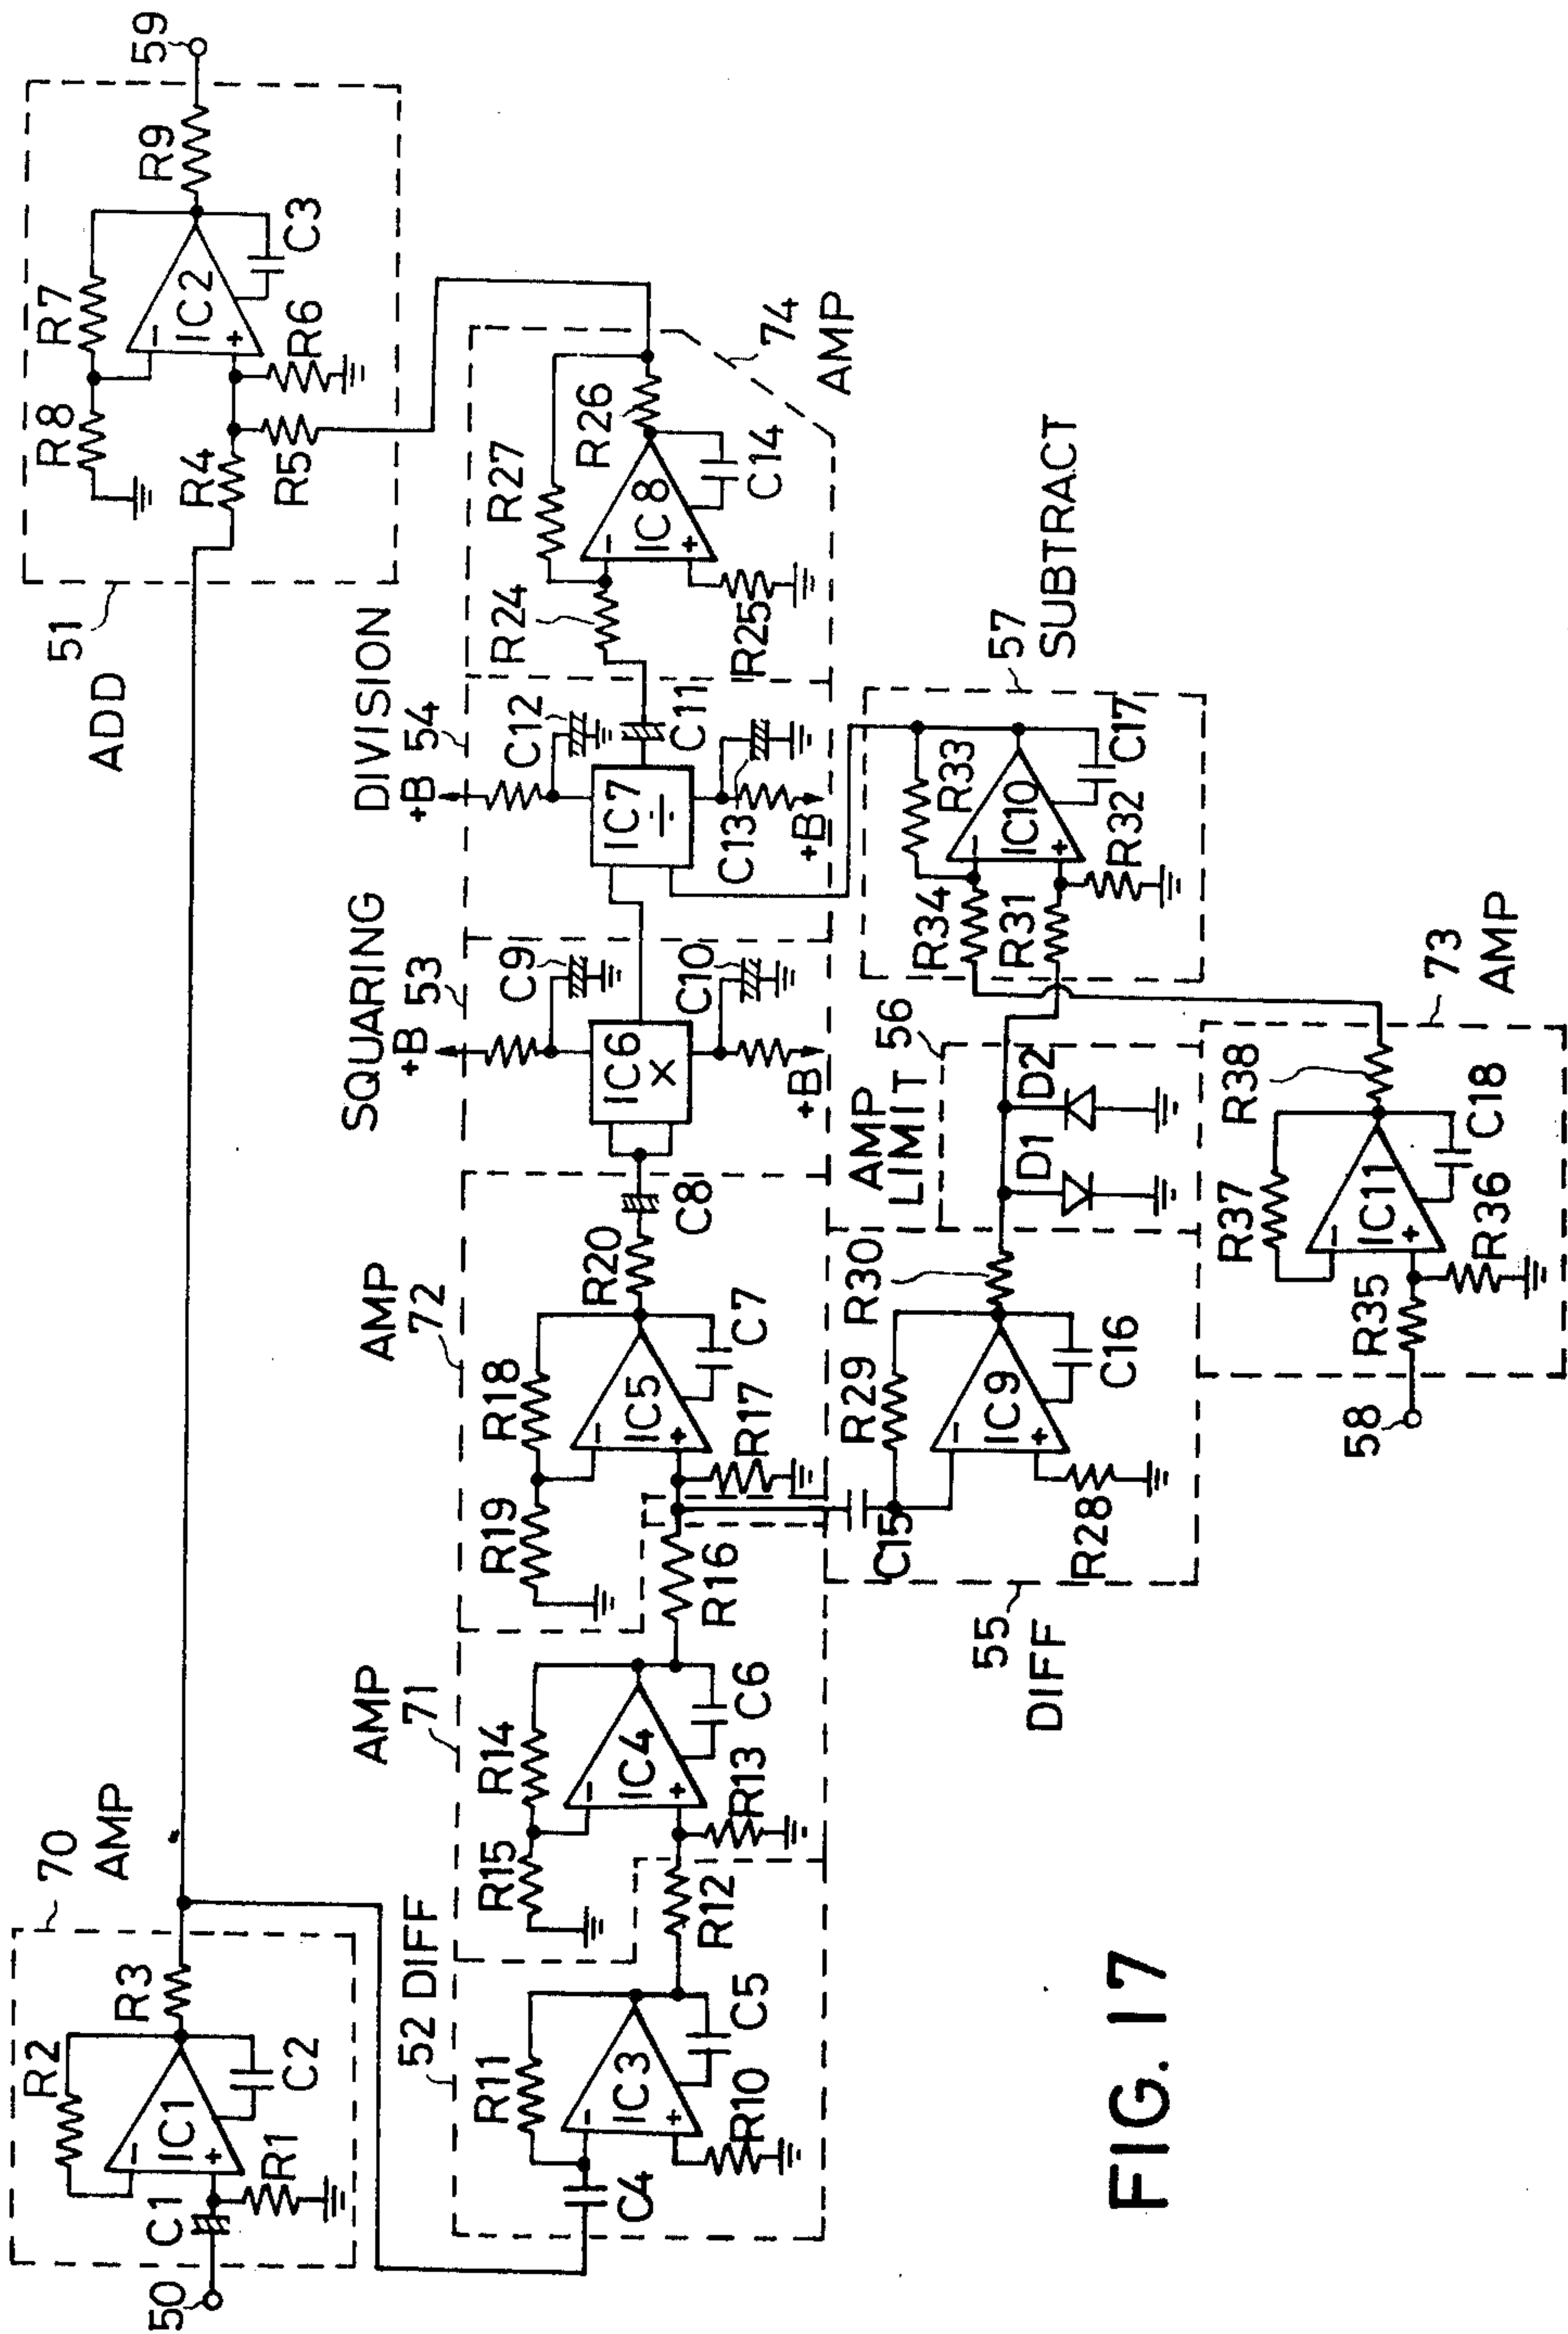 50
C1
R1
IC1
-
+
R2
C2
R3
70
AMP
51
ADD
R8
R7
R4
R5
R6
IC2
-
+
C3
R9
59
52 DIFF
C4
R11
IC3
-
+
R10
C5
R12
AMP
71
R15
R14
IC4
-
+
R13
C6
R16
AMP
72
R19
R18
IC5
-
+
R17
C7
R20
C8
SQUARING
53
+B
C9
IC6
×
C10
+B
DIVISION
54
+B
C12
IC7
÷
C11
C13
+B
R24
R27
R26
IC8
-
+
R25
C14
74
AMP
55
DIFF
C15
R29
IC9
-
+
R28
C16
R30
AMP
LIMIT
56
D1
D2
57
SUBTRACT
R34
R33
R31
IC10
-
+
R32
C17
58
R35
R37
IC11
-
+
R36
C18
R38
73
AMP
FIG. 17